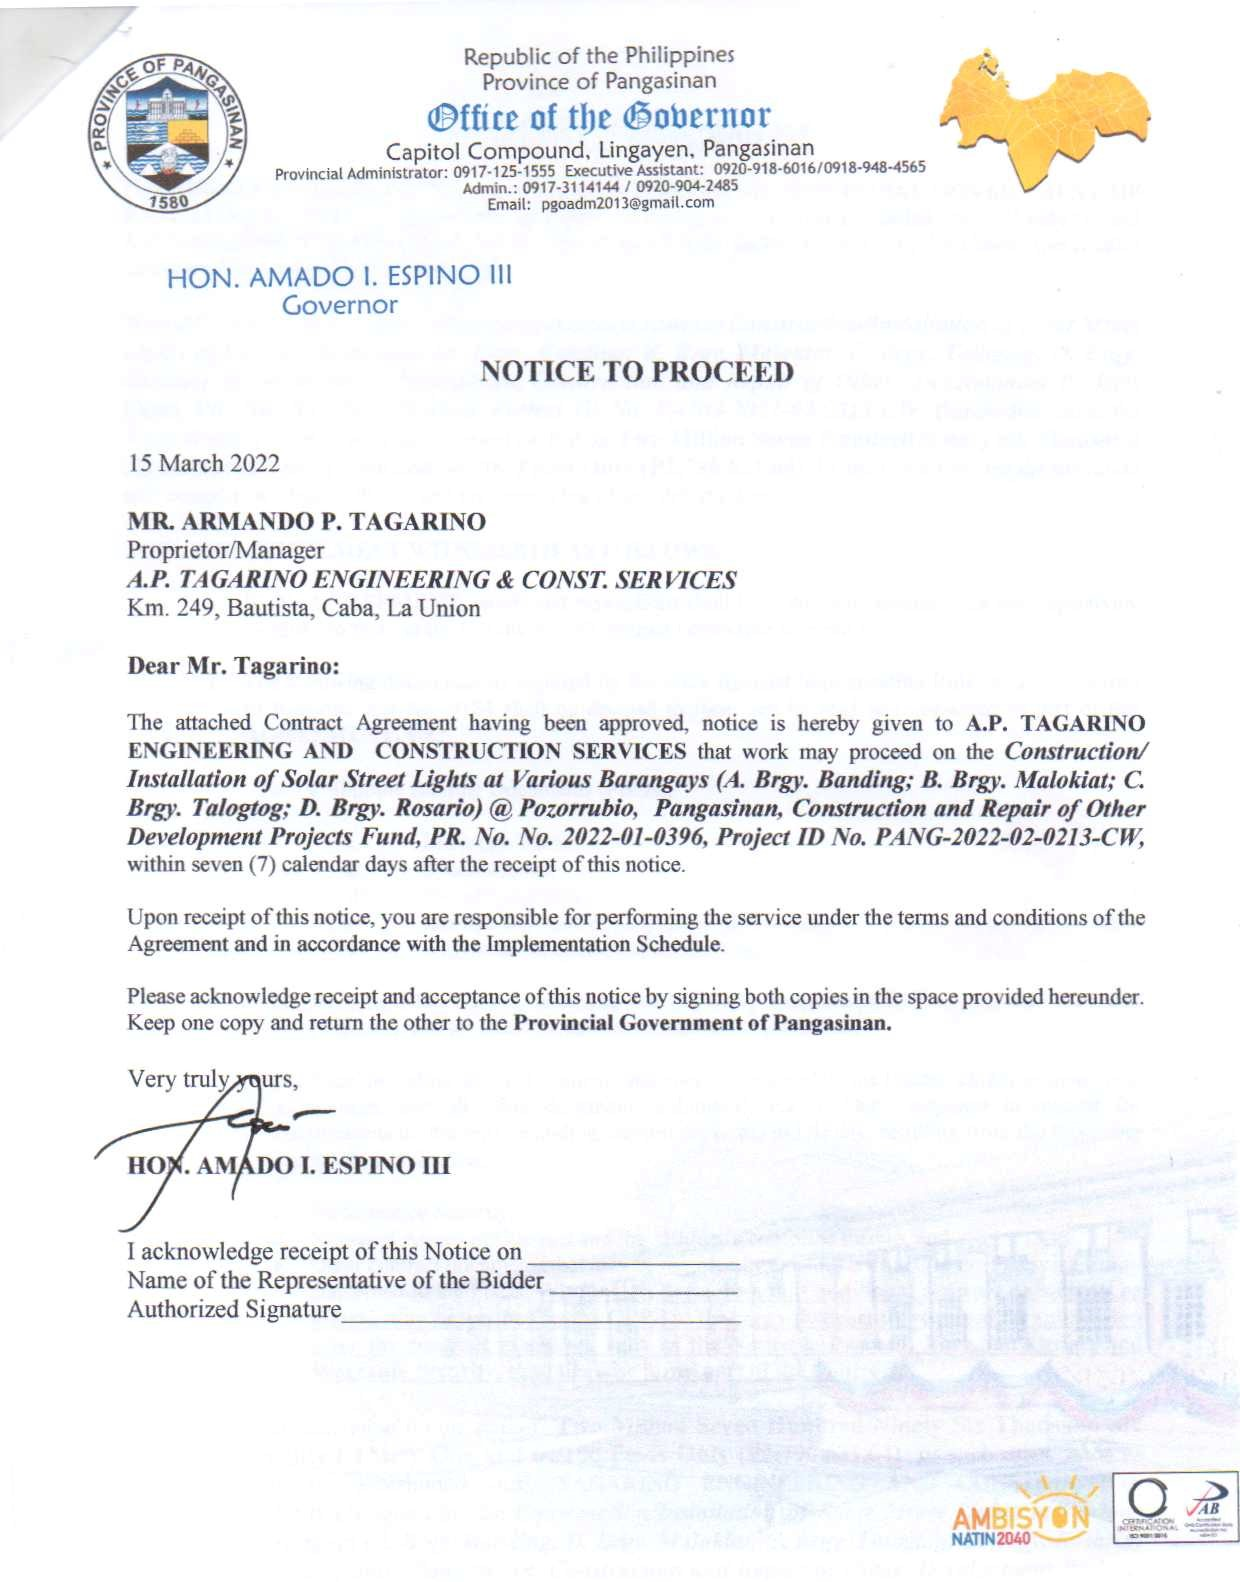 PROVINCE OF PANGASINAN
1580
Republic of the Philippines
Province of Pangasinan
Office of the Governor
Capitol Compound, Lingayen, Pangasinan
Provincial Administrator: 0917-125-1555 Executive Assistant: 0920-918-6016/0918-948-4565
Admin.: 0917-3114144 / 0920-904-2485
Email: pgoadm2013@gmail.com
HON. AMADO I. ESPINO III
Governor
NOTICE TO PROCEED
15 March 2022
MR. ARMANDO P. TAGARINO
Proprietor/Manager
A.P. TAGARINO ENGINEERING & CONST. SERVICES
Km. 249, Bautista, Caba, La Union
Dear Mr. Tagarino:
The attached Contract Agreement having been approved, notice is hereby given to A.P. TAGARINO
ENGINEERING AND CONSTRUCTION SERVICES that work may proceed on the Construction/
Installation of Solar Street Lights at Various Barangays (A. Brgy. Banding; B. Brgy. Malokiat; C.
Brgy. Talogtog; D. Brgy. Rosario) @ Pozorrubio, Pangasinan, Construction and Repair of Other
Development Projects Fund, PR. No. No. 2022-01-0396, Project ID No. PANG-2022-02-0213-CW,
within seven (7) calendar days after the receipt of this notice.
Upon receipt of this notice, you are responsible for performing the service under the terms and conditions of the
Agreement and in accordance with the Implementation Schedule.
Please acknowledge receipt and acceptance of this notice by signing both copies in the space provided hereunder.
Keep one copy and return the other to the Provincial Government of Pangasinan.
Very truly yours,
HON. AMADO I. ESPINO III
I acknowledge receipt of this Notice on
Name of the Representative of the Bidder
Authorized Signature
AMBISYON
NATIN 2040
CERTIFICATION
INTERNATIONAL
ISO 9001:2015
PAB
Accredited